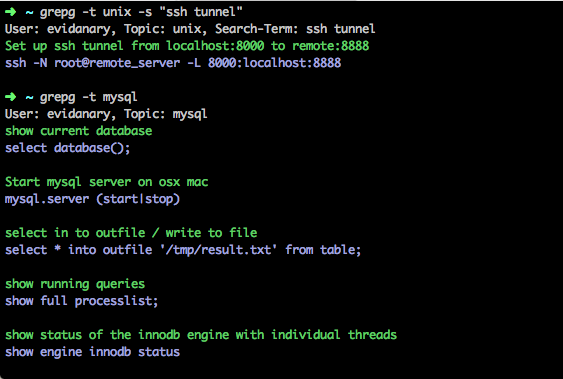 ➜ ~ grepg -t unix -s "ssh tunnel"
User: evidanary, Topic: unix, Search-Term: ssh tunnel
Set up ssh tunnel from localhost:8000 to remote:8888
ssh -N root@remote_server -L 8000:localhost:8888
➜ ~ grepg -t mysql
User: evidanary, Topic: mysql
show current database
select database();
Start mysql server on osx mac
mysql.server (start|stop)
select in to outfile / write to file
select * into outfile '/tmp/result.txt' from table;
show running queries
show full processlist;
show status of the innodb engine with individual threads
show engine innodb status